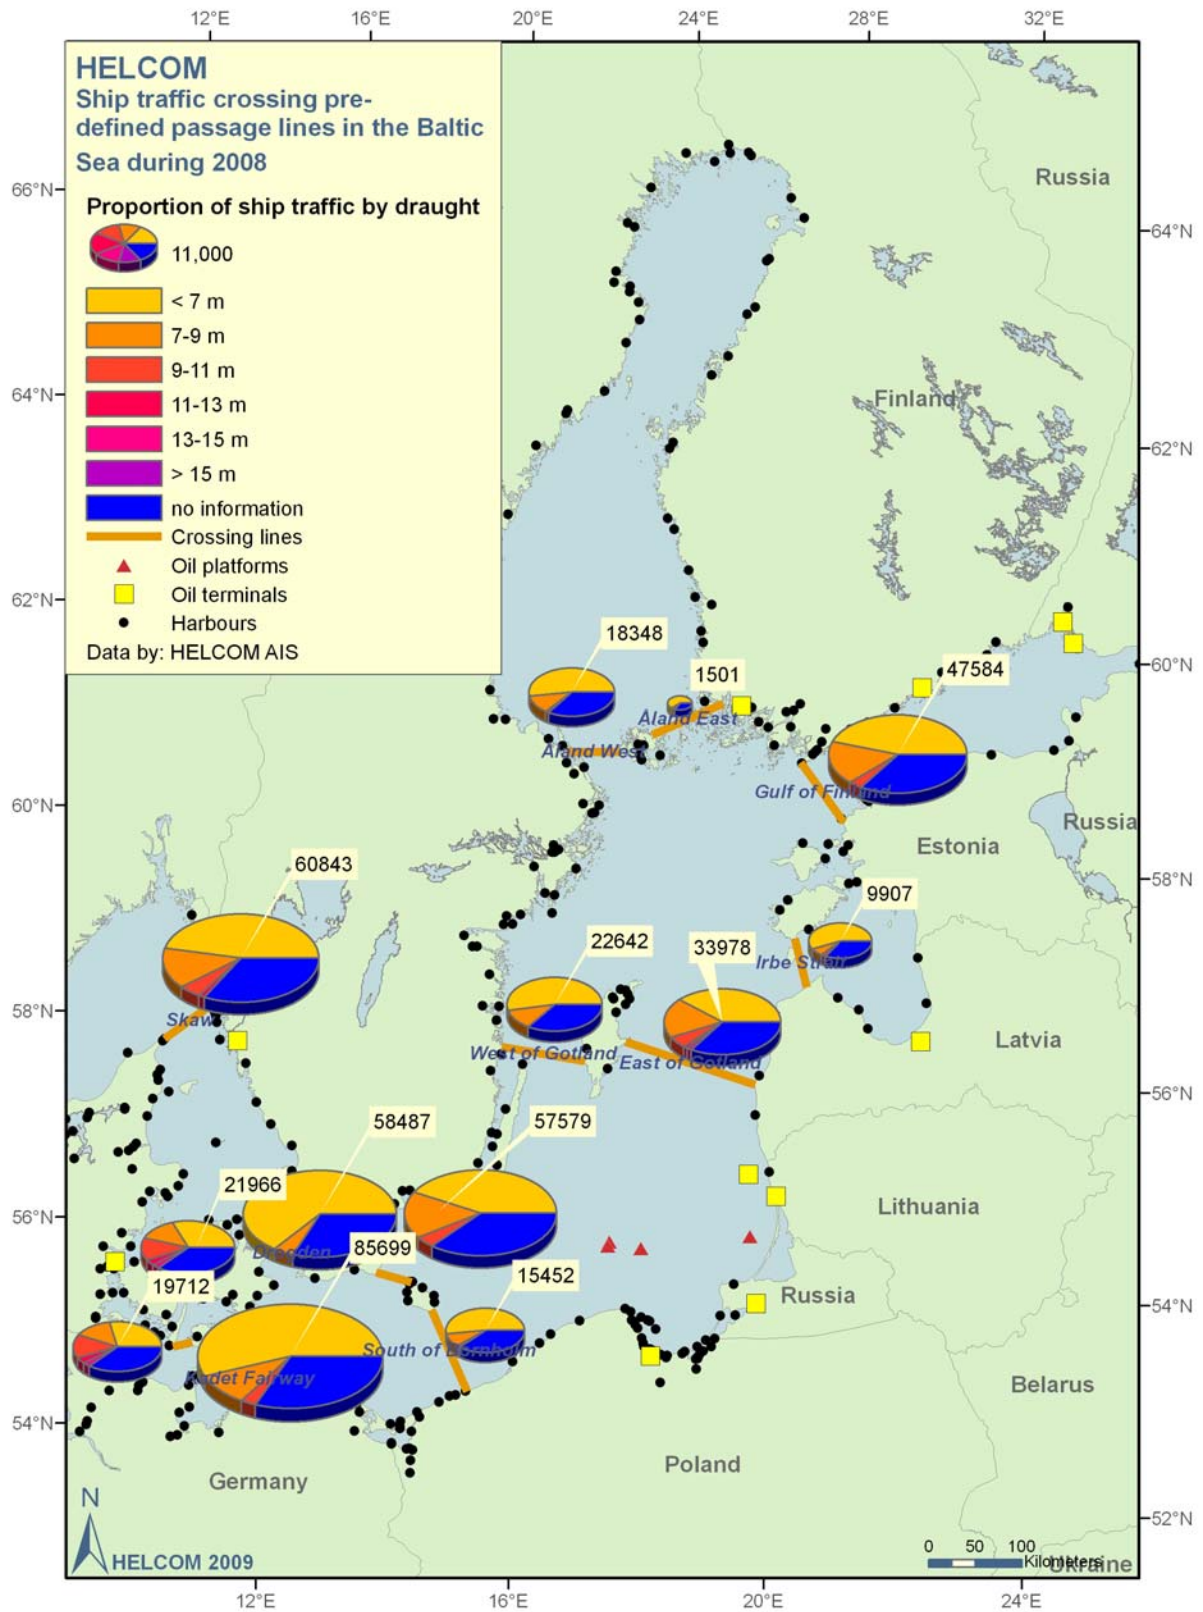 12°E 16°E 20°E 24°E 28°E 32°E
HELCOM
Ship traffic crossing pre-
defined passage lines in the Baltic
Sea during 2008
Proportion of ship traffic by draught
11,000
< 7 m
7-9 m
9-11 m
11-13 m
13-15 m
> 15 m
no information
Crossing lines
Oil platforms
Oil terminals
Harbours
Data by: HELCOM AIS
Russia
66°N
64°N
Finland
64°N
62°N
62°N
18348
1501
60°N
47584
Åland East
Åland West
Gulf of Finland
60°N
Russia
Estonia
60843
58°N
9907
22642
33978
Irbe Strait
58°N
Skaw
Latvia
West of Gotland
East of Gotland
56°N
58487
57579
21966
Lithuania
56°N
Drogden
85699
15452
19712
Russia
54°N
South of Bornholm
Kadet Fairway
Belarus
54°N
Poland
Germany
N
52°N
0 50 100
Kilometers
Ukraine
HELCOM 2009
12°E 16°E 20°E 24°E